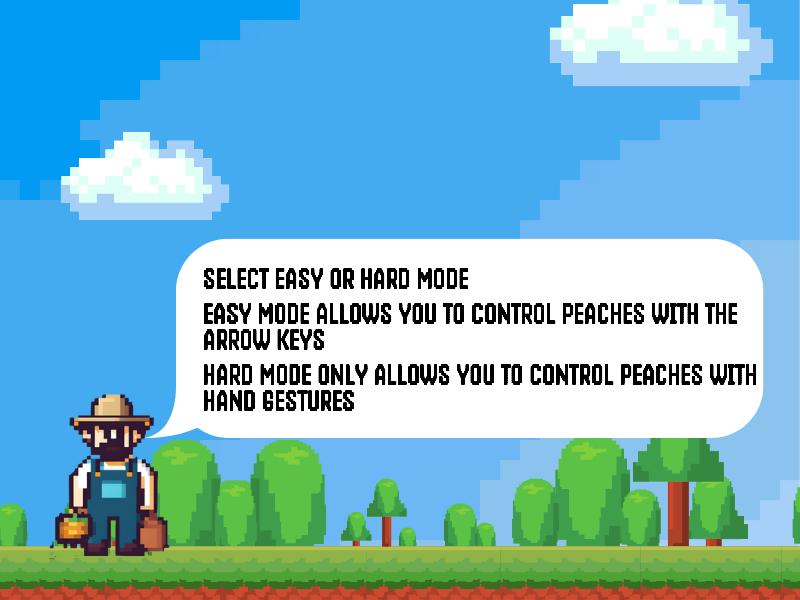 SELECT EASY OR HARD MODE
EASY MODE ALLOWS YOU TO CONTROL PEACHES WITH THE
ARROW KEYS
HARD MODE ONLY ALLOWS YOU TO CONTROL PEACHES WITH
HAND GESTURES